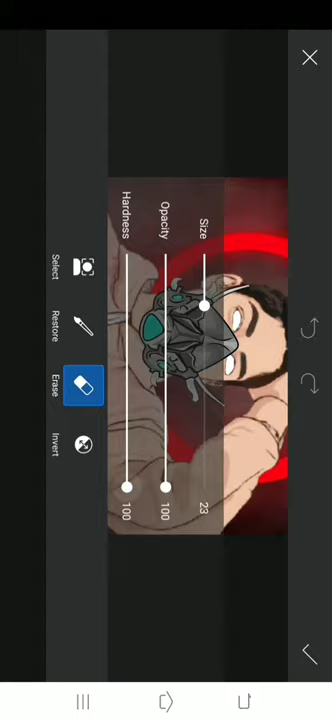 Size 23
Opacity 100
Hardness 100
Select
Restore
Erase
Invert